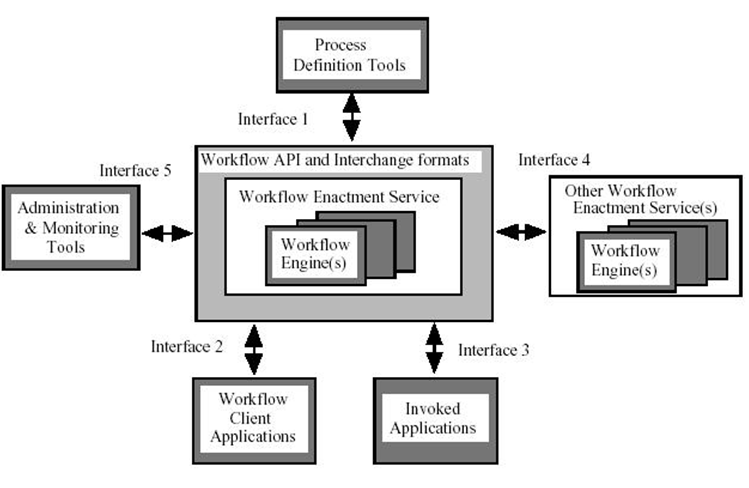 Process
Definition Tools
Interface 1
Workflow API and Interchange formats
Interface 5
Interface 4
Workflow Enactment Service
Workflow
Engine(s)
Administration
& Monitoring
Tools
Other Workflow
Enactment Service(s)
Workflow
Engine(s)
Interface 2
Interface 3
Workflow
Client
Applications
Invoked
Applications